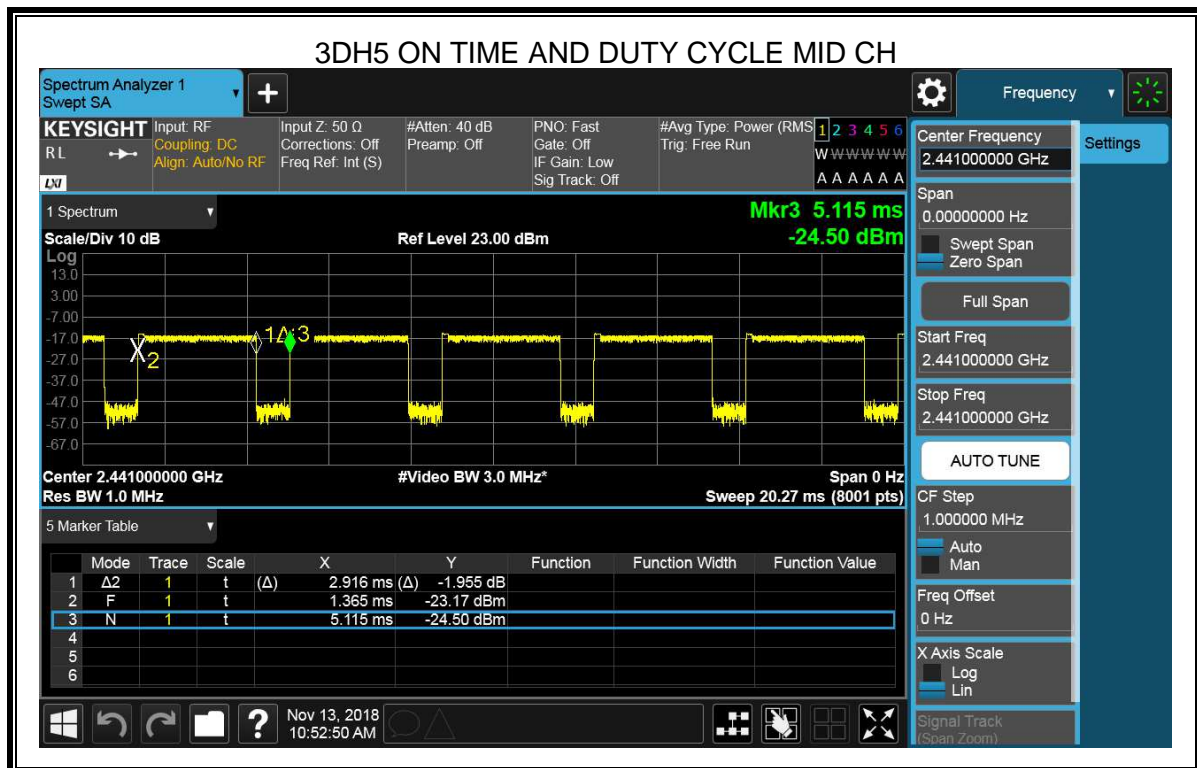 3DH5 ON TIME AND DUTY CYCLE MID CH
Spectrum Analyzer 1
Swept SA
Frequency
KEYSIGHT
RL
LXI
Input: RF
Coupling: DC
Align: Auto/No RF
Input Z: 50 Ω
Corrections: Off
Freq Ref: Int (S)
#Atten: 40 dB
Preamp: Off
PNO: Fast
Gate: Off
IF Gain: Low
Sig Track: Off
#Avg Type: Power (RMS
Trig: Free Run
1 2 3 4 5 6
W W W W W W
A A A A A A
1 Spectrum
Scale/Div 10 dB
Ref Level 23.00 dBm
Mkr3 5.115 ms
-24.50 dBm
Log
13.0
3.00
-7.00
-17.0
-27.0
-37.0
-47.0
-57.0
-67.0
X2
3
Center 2.441000000 GHz
#Video BW 3.0 MHz*
Span 0 Hz
Res BW 1.0 MHz
Sweep 20.27 ms (8001 pts)
5 Marker Table
Mode Trace Scale X Y Function Function Width Function Value
1 Δ2 1 t (Δ) 2.916 ms (Δ) -1.955 dB
2 F 1 t 1.365 ms -23.17 dBm
3 N 1 t 5.115 ms -24.50 dBm
4
5
6
?
Nov 13, 2018
10:52:50 AM
Center Frequency
2.441000000 GHz
Settings
Span
0.00000000 Hz
Swept Span
Zero Span
Full Span
Start Freq
2.441000000 GHz
Stop Freq
2.441000000 GHz
AUTO TUNE
CF Step
1.000000 MHz
Auto
Man
Freq Offset
0 Hz
X Axis Scale
Log
Lin
Signal Track
(Span Zoom)